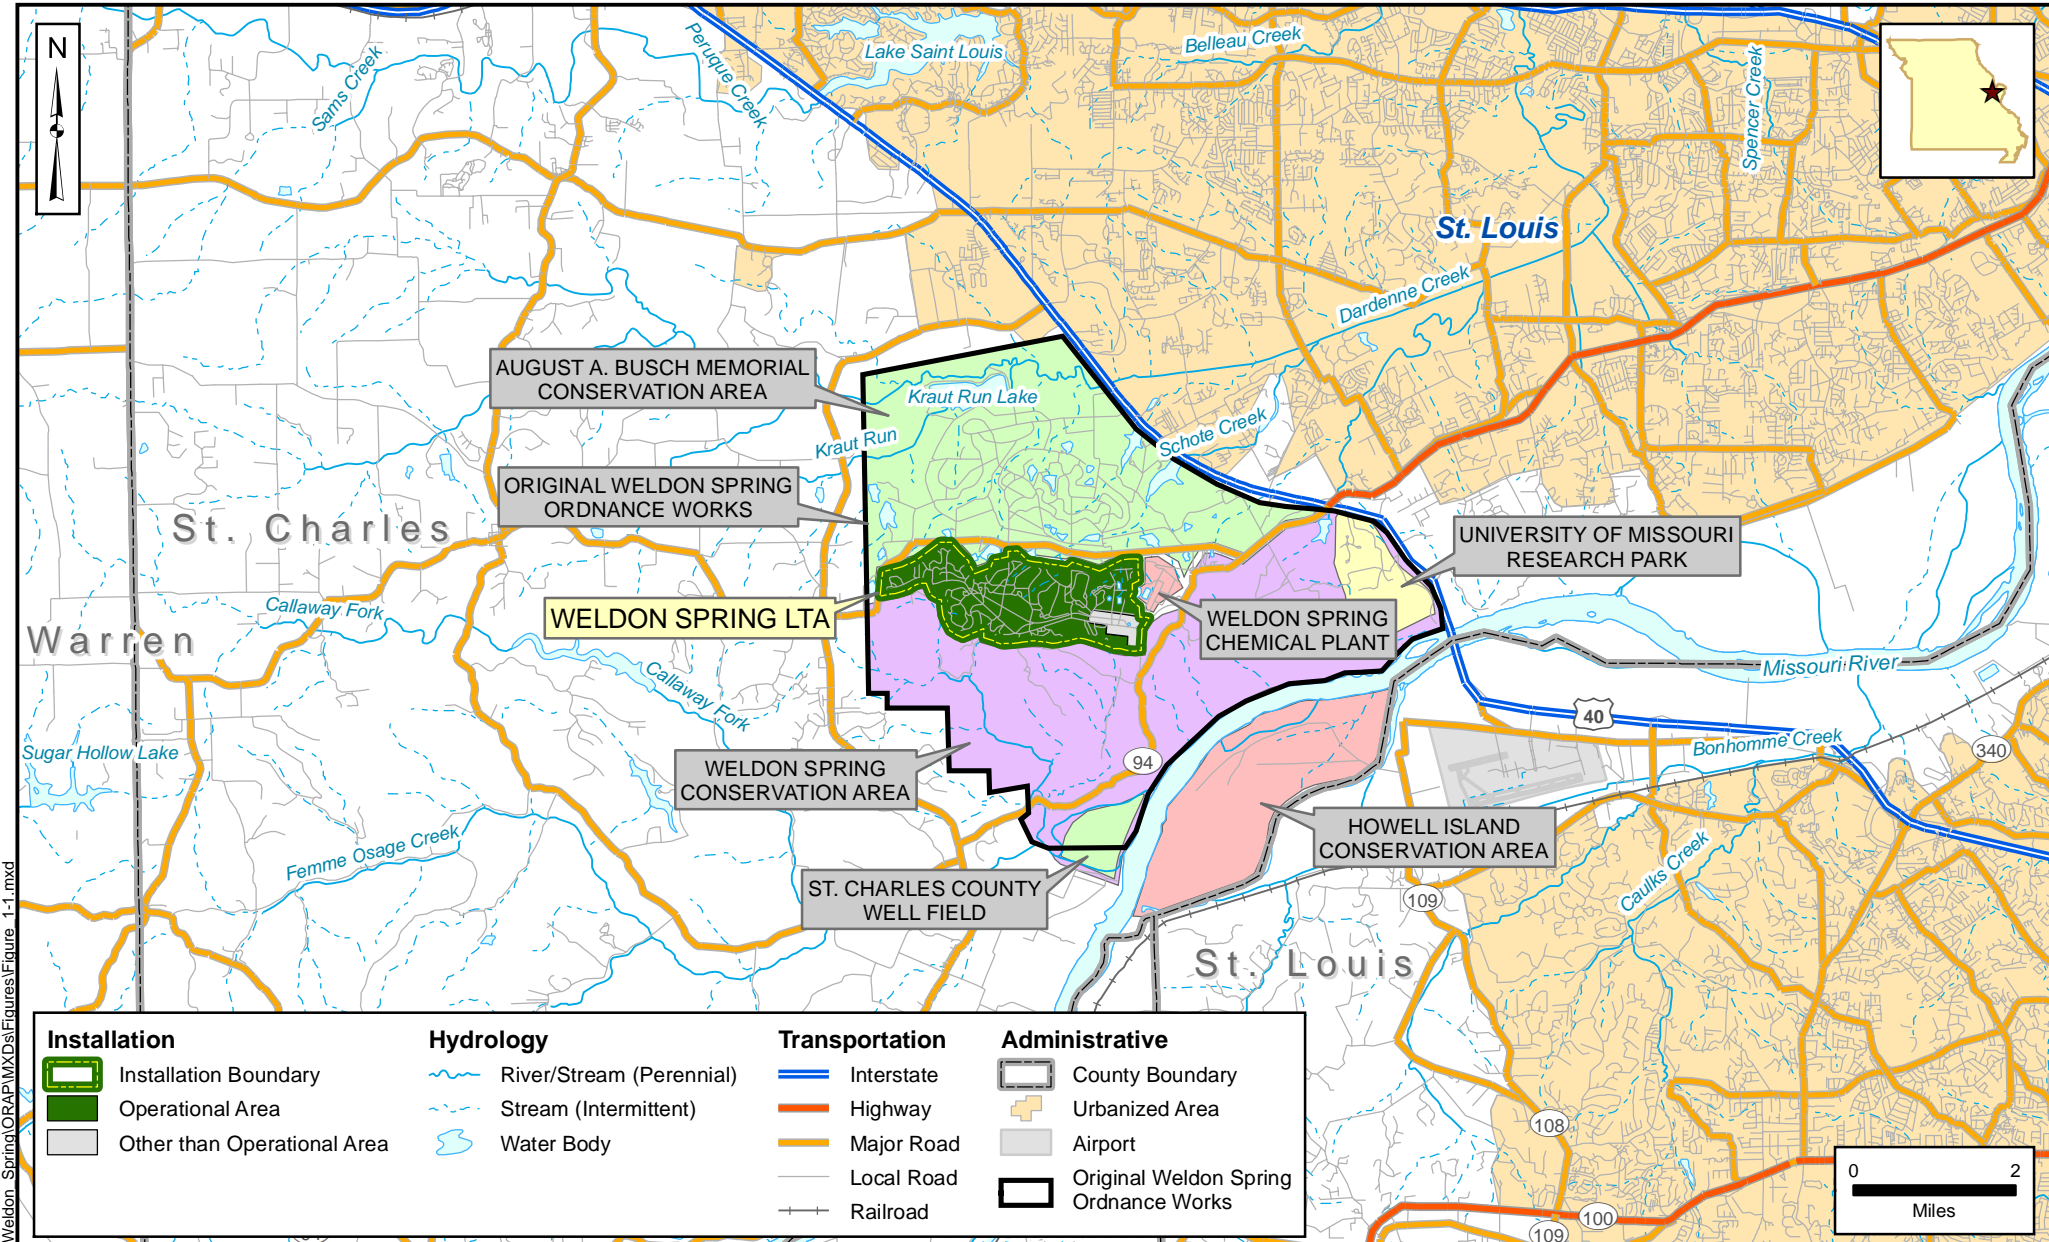 N
Sams Creek
Peruque Creek
Lake Saint Louis
Belleau Creek
Spencer Creek
St. Louis
Dardenne Creek
AUGUST A. BUSCH MEMORIAL
CONSERVATION AREA
Kraut Run Lake
Kraut Run
Schote Creek
ORIGINAL WELDON SPRING
ORDNANCE WORKS
St. Charles
UNIVERSITY OF MISSOURI
RESEARCH PARK
Callaway Fork
WELDON SPRING LTA
WELDON SPRING
CHEMICAL PLANT
Warren
Missouri River
Callaway Fork
40
Sugar Hollow Lake
Bonhomme Creek
340
94
WELDON SPRING
CONSERVATION AREA
HOWELL ISLAND
CONSERVATION AREA
Femme Osage Creek
Caulks Creek
ST. CHARLES COUNTY
WELL FIELD
109
St. Louis
Installation
Installation Boundary
Operational Area
Other than Operational Area
Hydrology
River/Stream (Perennial)
Stream (Intermittent)
Water Body
Transportation
Interstate
Highway
Major Road
Local Road
Railroad
Administrative
County Boundary
Urbanized Area
Airport
Original Weldon Spring
Ordnance Works
108
100
109
0 2
Miles
Weldon_Spring\ORAP\MXDs\Figures\Figure_1-1.mxd